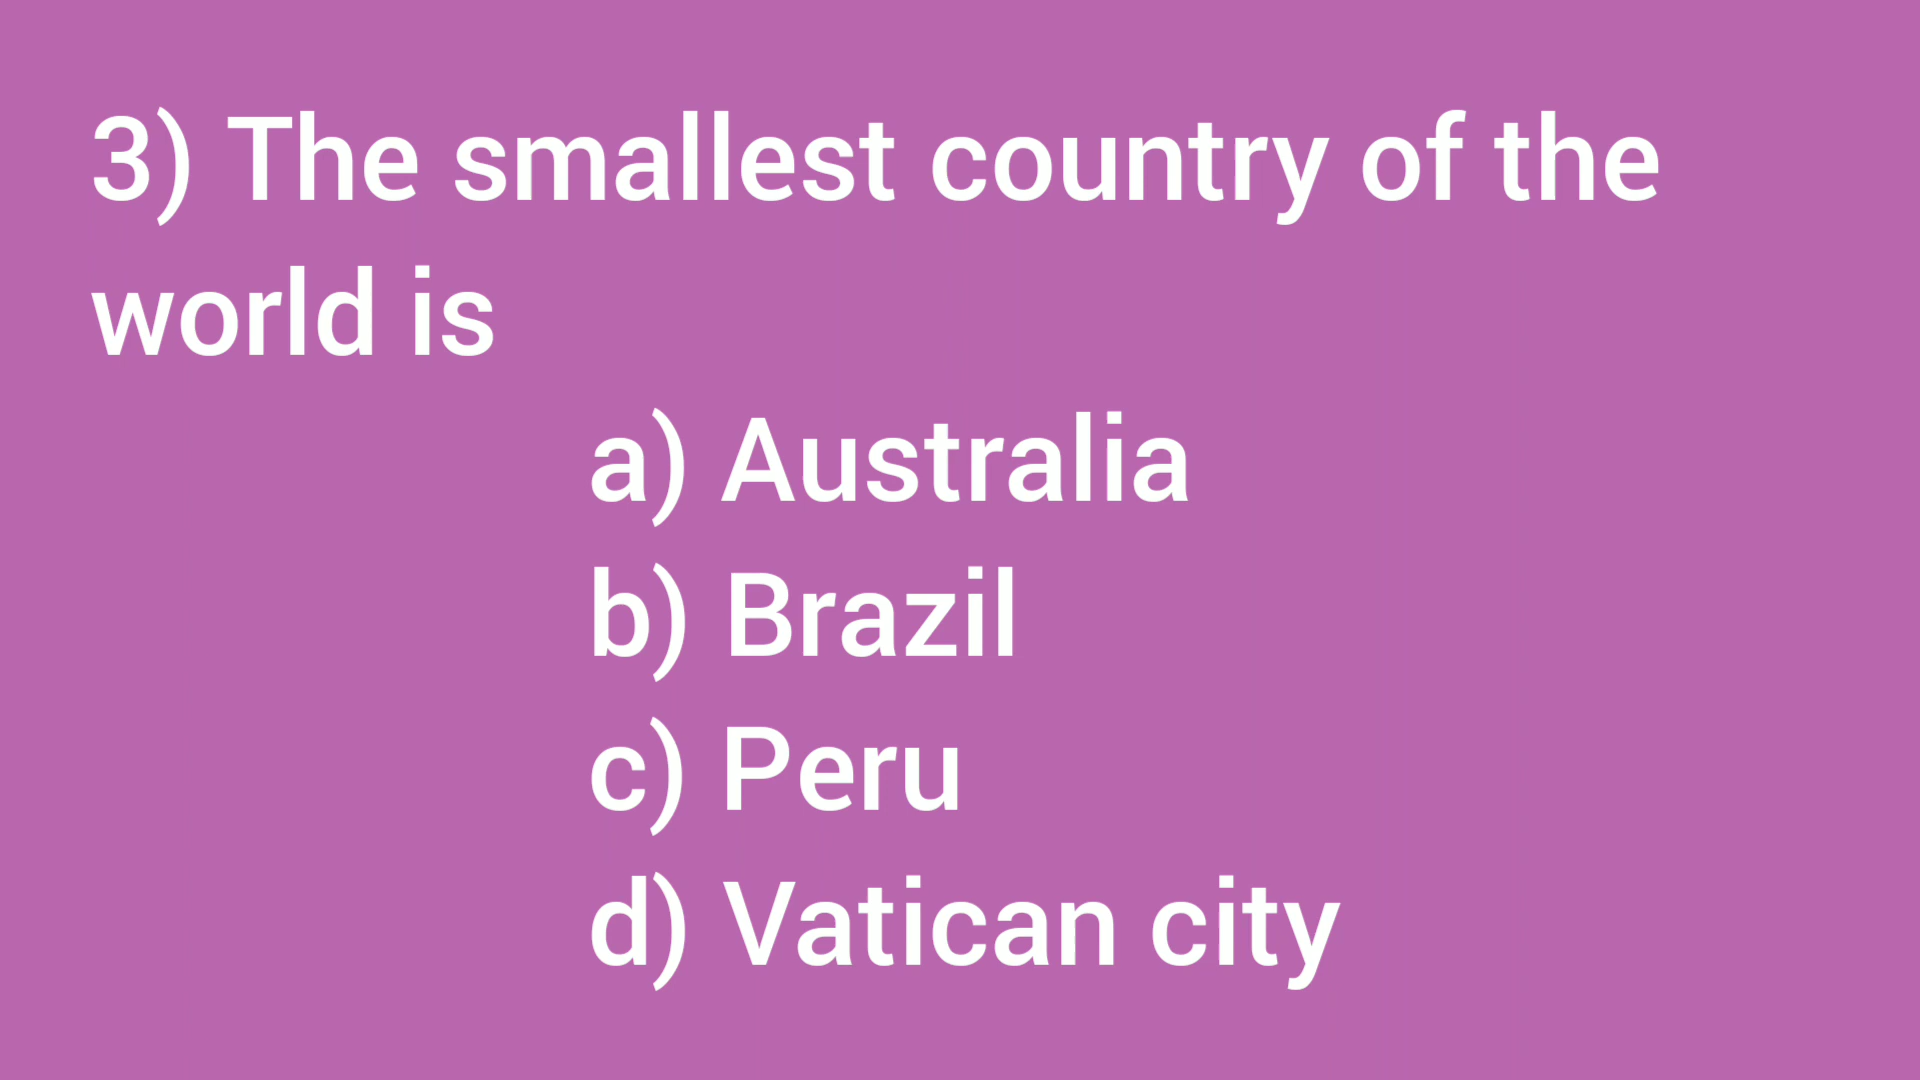 3) The smallest country of the
world is
a) Australia
b) Brazil
c) Peru
d) Vatican city